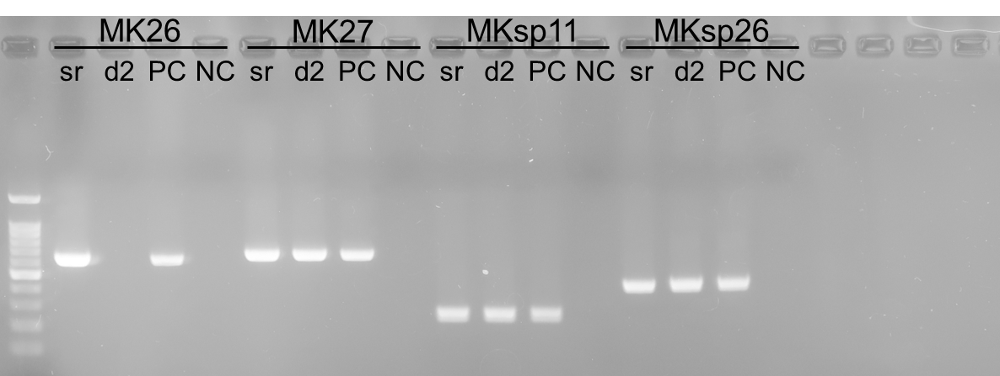 MK26 MK27 MKsp11 MKsp26
sr d2 PC NC sr d2 PC NC sr d2 PC NC sr d2 PC NC